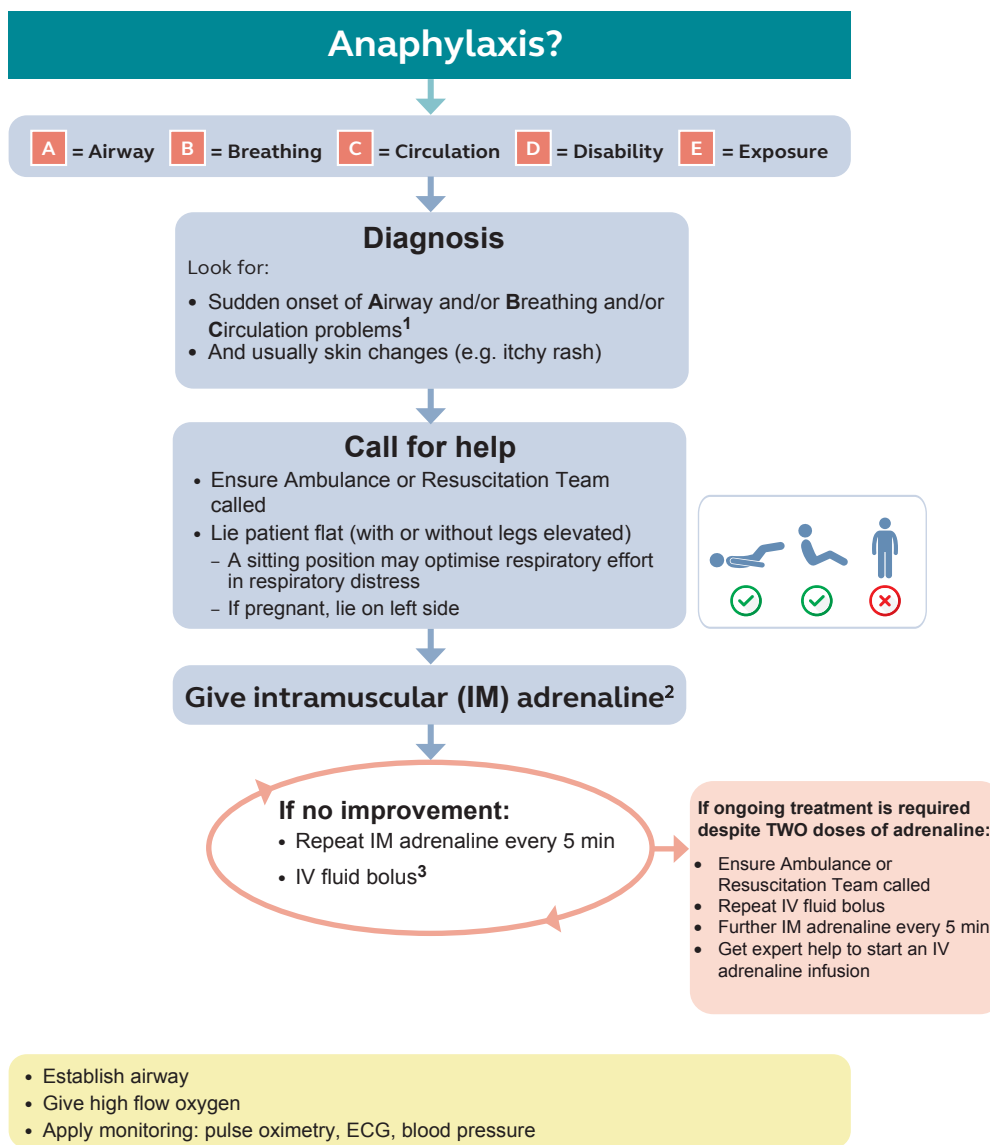 Anaphylaxis?
A = Airway B = Breathing C = Circulation D = Disability E = Exposure
Diagnosis
Look for:
• Sudden onset of Airway and/or Breathing and/or
Circulation problems¹
• And usually skin changes (e.g. itchy rash)
Call for help
• Ensure Ambulance or Resuscitation Team
called
• Lie patient flat (with or without legs elevated)
– A sitting position may optimise respiratory effort
in respiratory distress
– If pregnant, lie on left side
Give intramuscular (IM) adrenaline²
If no improvement:
• Repeat IM adrenaline every 5 min
• IV fluid bolus³
If ongoing treatment is required
despite TWO doses of adrenaline:
• Ensure Ambulance or
Resuscitation Team called
• Repeat IV fluid bolus
• Further IM adrenaline every 5 min
• Get expert help to start an IV
adrenaline infusion
• Establish airway
• Give high flow oxygen
• Apply monitoring: pulse oximetry, ECG, blood pressure